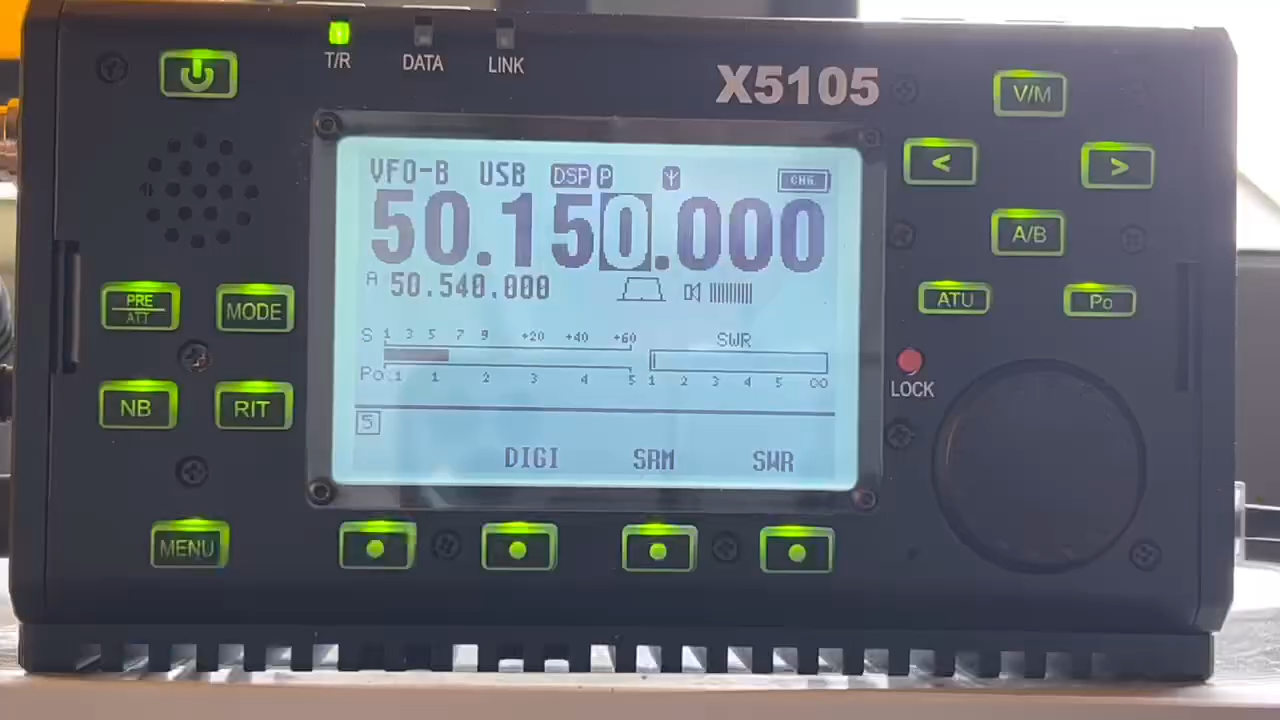 T/R DATA LINK
X5105
V/M
VFO-B USB DSP P CHG.
50.150.000
A 50.540.000
< >
A/B
ATU Po
PRE
ATT
MODE
S 1 3 5 7 9 +20 +40 +60 SWR
Po .1 1 2 3 4 5 1 2 3 4 5 ∞
LOCK
NB RIT
5
DIGI SRM SWR
MENU